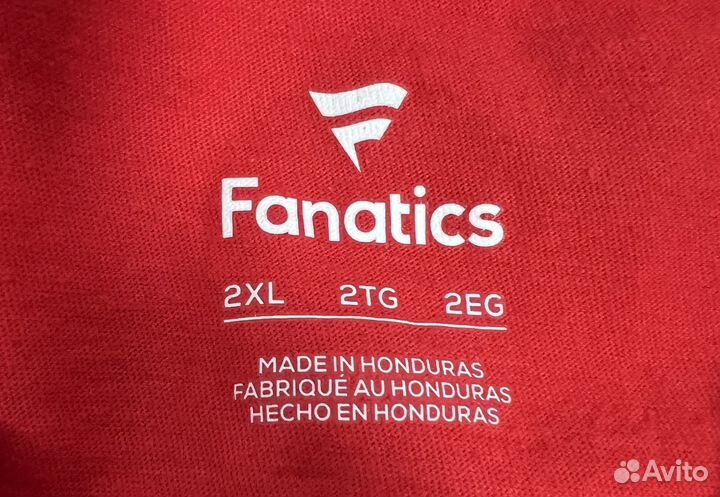 Fanatics
2XL 2TG 2EG
MADE IN HONDURAS
FABRIQUÉ AU HONDURAS
HECHO EN HONDURAS
Avito